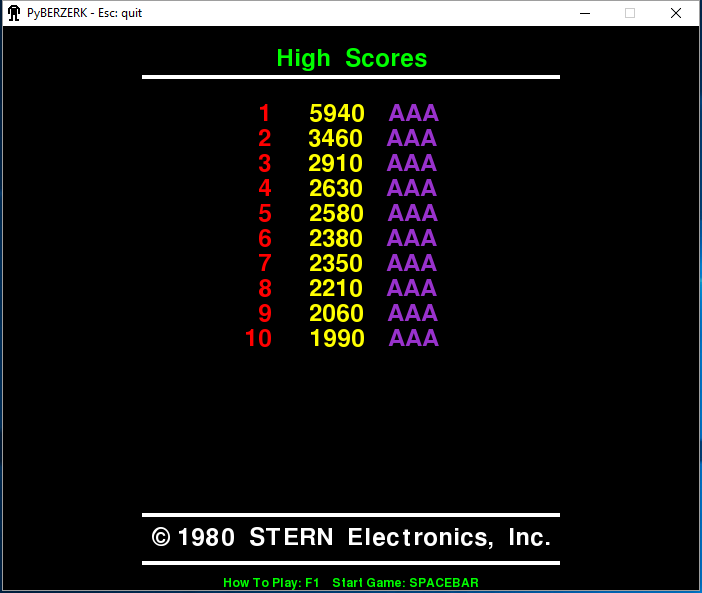 PyBERZERK - Esc: quit
High Scores
1 5940 AAA
2 3460 AAA
3 2910 AAA
4 2630 AAA
5 2580 AAA
6 2380 AAA
7 2350 AAA
8 2210 AAA
9 2060 AAA
10 1990 AAA
© 1980 STERN Electronics, Inc.
How To Play: F1 Start Game: SPACEBAR